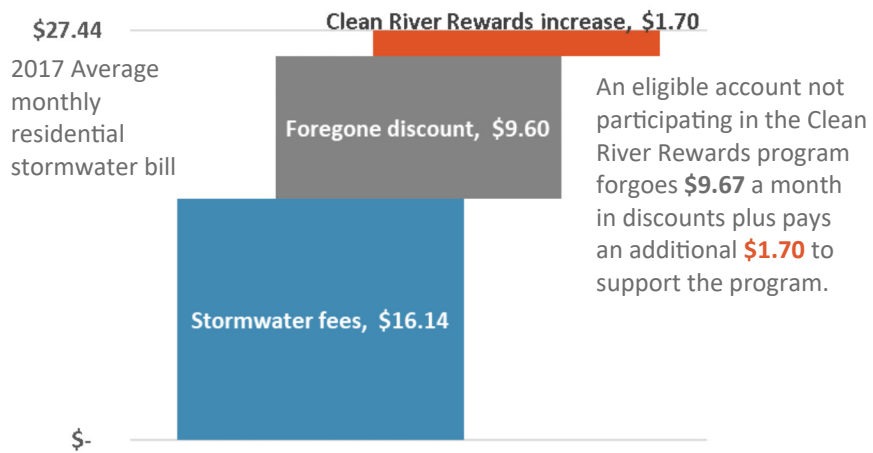 Clean River Rewards increase, $1.70
$27.44
2017 Average
monthly
residential
stormwater bill
Foregone discount, $9.60
An eligible account not
participating in the Clean
River Rewards program
forgoes $9.67 a month
in discounts plus pays
an additional $1.70 to
support the program.
Stormwater fees, $16.14
$-